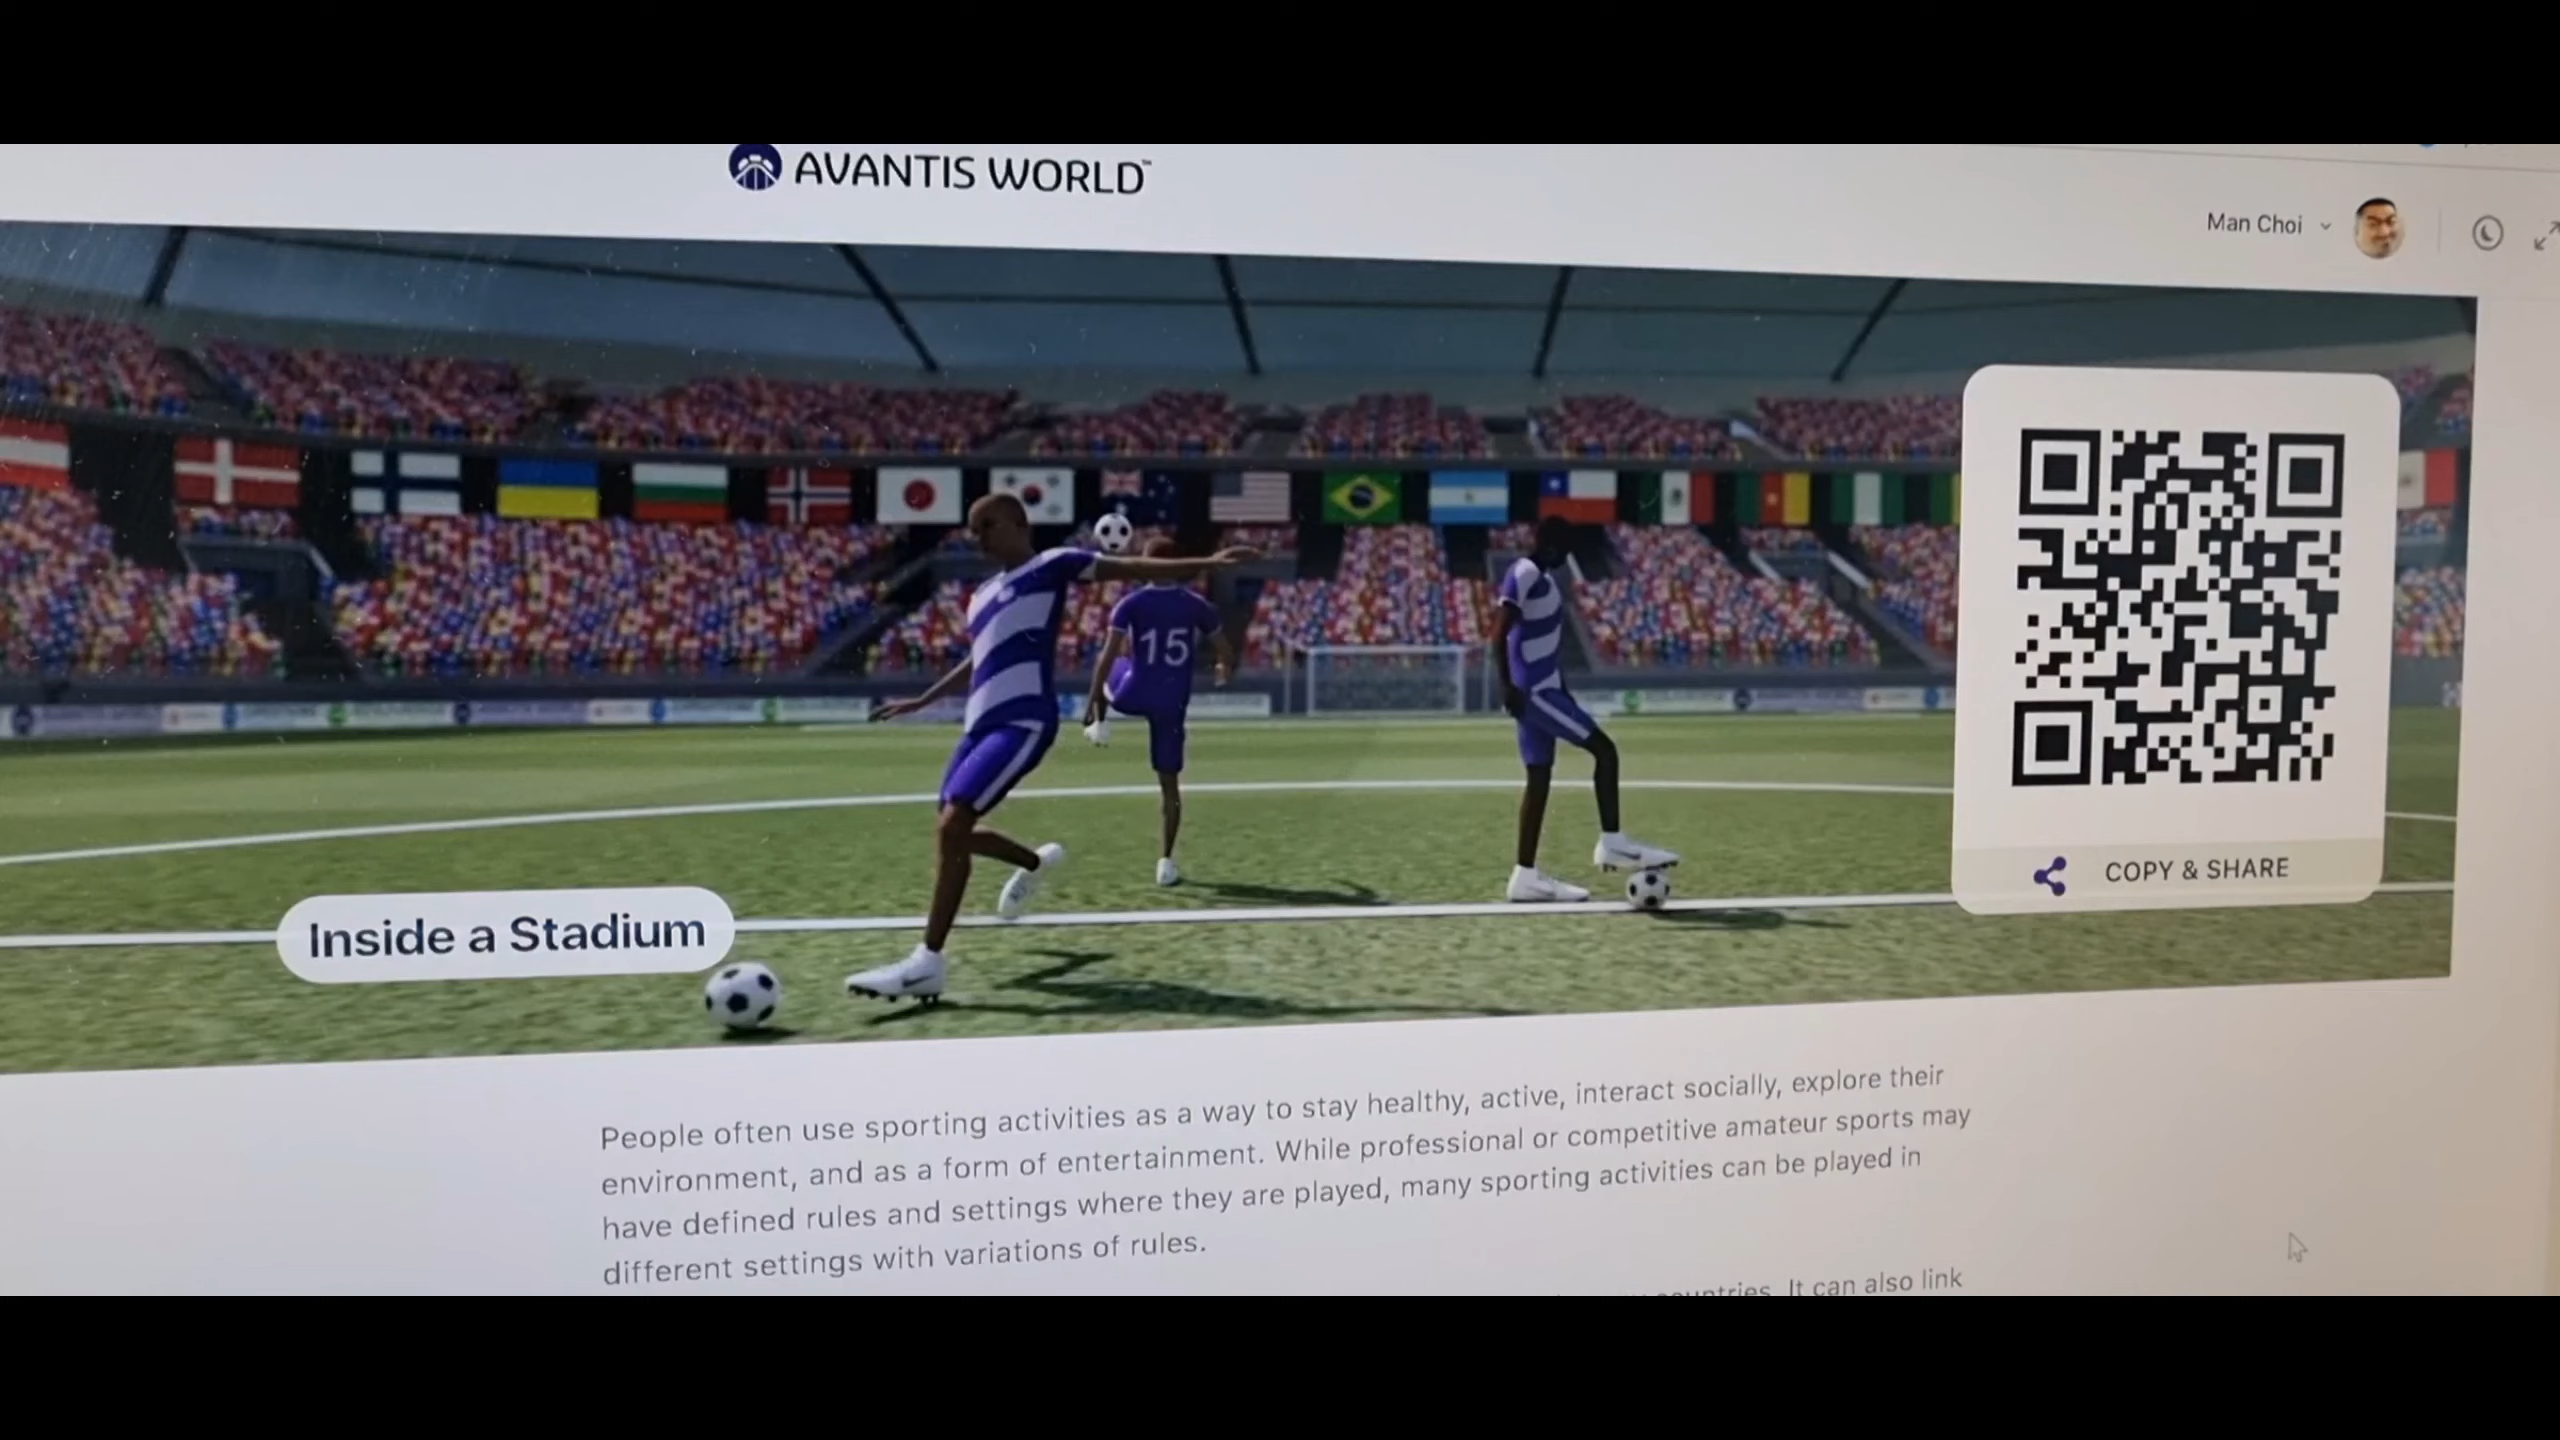 AVANTIS WORLD™
Man Choi
15
Inside a Stadium
COPY & SHARE
People often use sporting activities as a way to stay healthy, active, interact socially, explore their
environment, and as a form of entertainment. While professional or competitive amateur sports may
have defined rules and settings where they are played, many sporting activities can be played in
different settings with variations of rules.
countries. It can also link